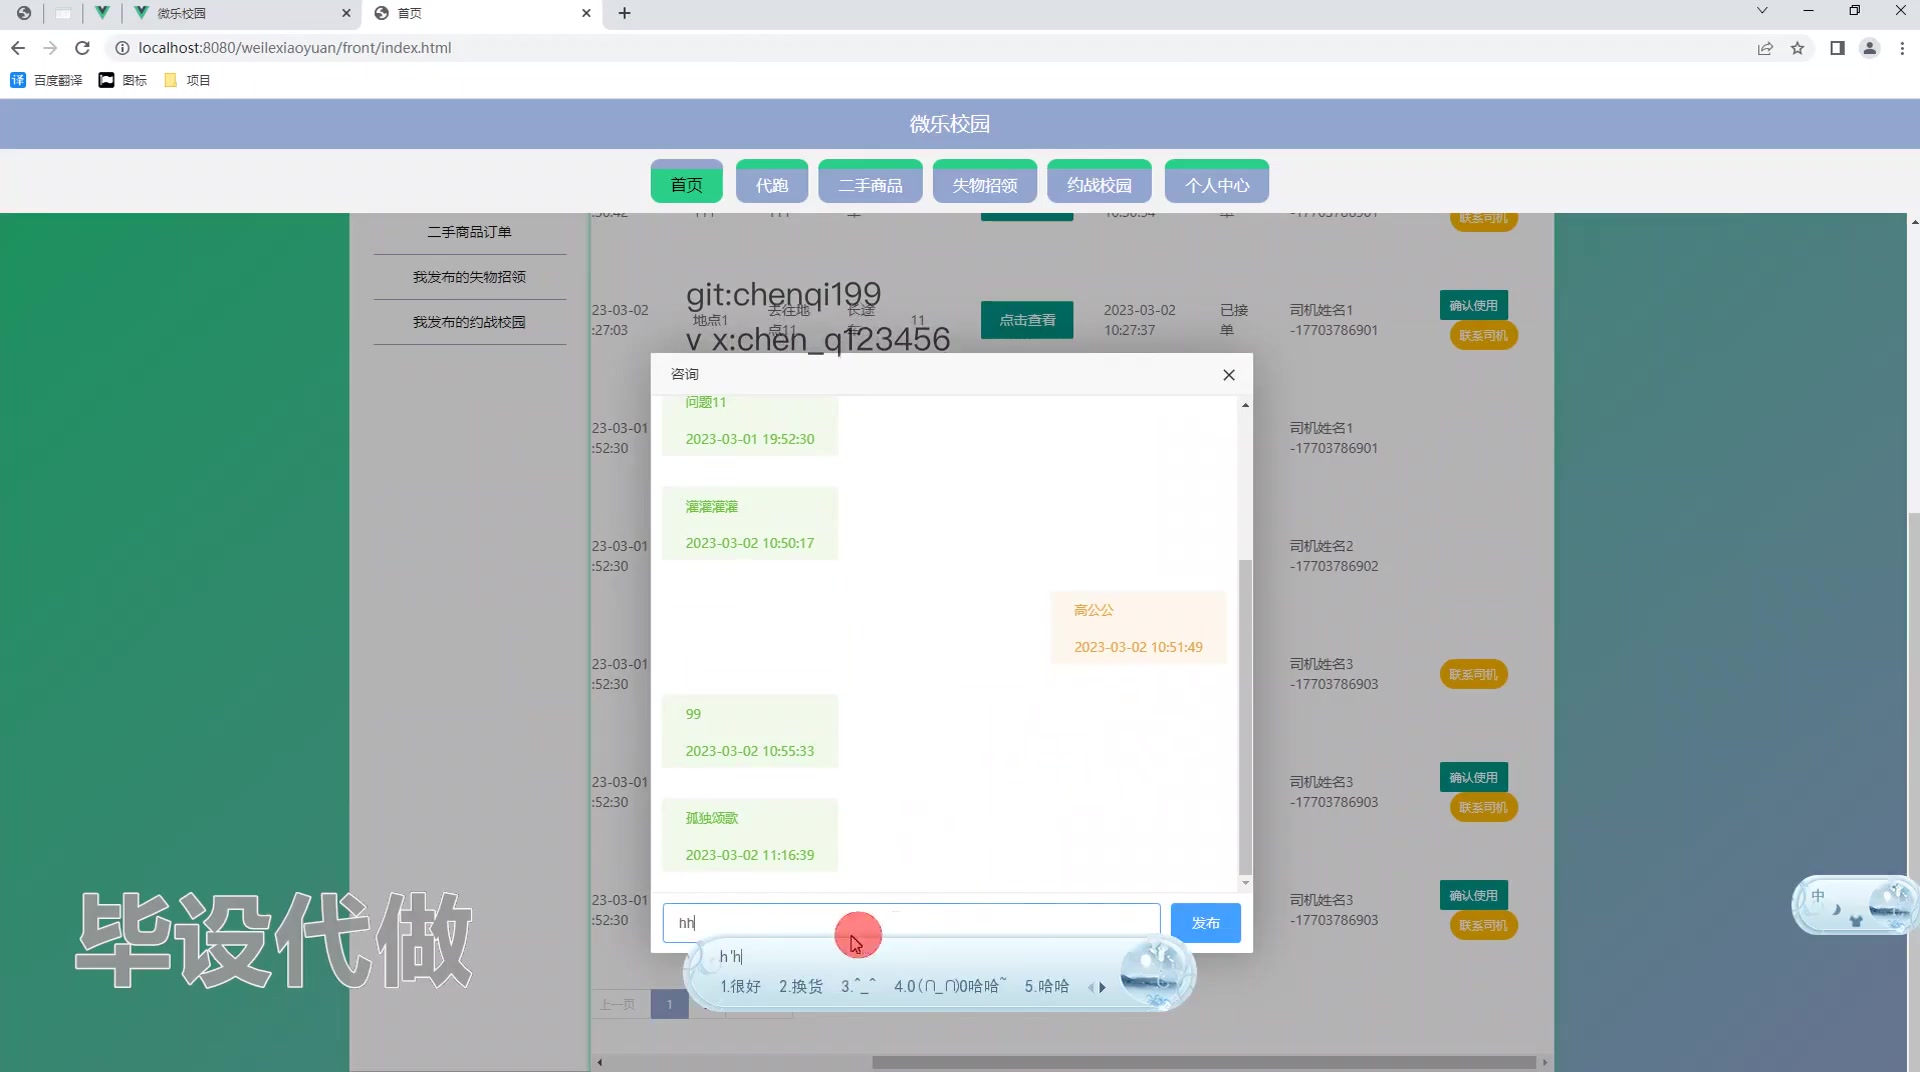 微乐校园
首页
localhost:8080/weilexiaoyuan/front/index.html
译 百度翻译 图标 项目
微乐校园
首页 代跑 二手商品 失物招领 约战校园 个人中心
二手商品订单
我发布的失物招领
我发布的约战校园
联系司机
git:chenqi199
v x:chen_q123456
23-03-02
:27:03
地点1
去往地
点11
长途
车
11
点击查看
2023-03-02
10:27:37
已接
单
司机姓名1
-17703786901
确认使用
联系司机
23-03-01
:52:30
司机姓名1
-17703786901
23-03-01
:52:30
司机姓名2
-17703786902
23-03-01
:52:30
司机姓名3
-17703786903
联系司机
23-03-01
:52:30
司机姓名3
-17703786903
确认使用
联系司机
23-03-01
:52:30
司机姓名3
-17703786903
确认使用
联系司机
咨询
问题11
2023-03-01 19:52:30
灌灌灌灌
2023-03-02 10:50:17
高公公
2023-03-02 10:51:49
99
2023-03-02 10:55:33
孤独颂歌
2023-03-02 11:16:39
hh
发布
h'h
1.很好 2.换货 3.^_^ 4.O(∩_∩)O哈哈~ 5.哈哈
上一页 1
毕设代做
中